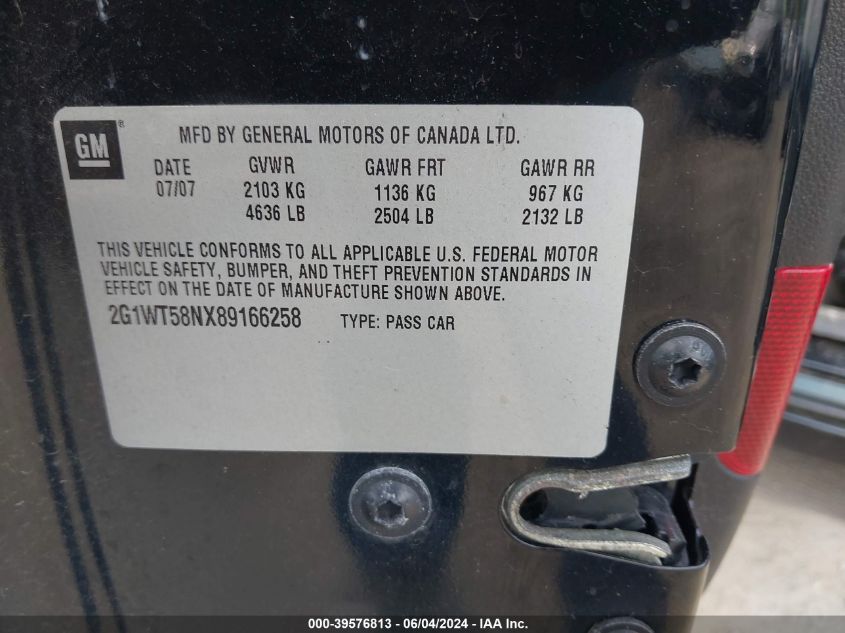 GM®
MFD BY GENERAL MOTORS OF CANADA LTD.
DATE GVWR GAWR FRT GAWR RR
07/07 2103 KG 1136 KG 967 KG
4636 LB 2504 LB 2132 LB
THIS VEHICLE CONFORMS TO ALL APPLICABLE U.S. FEDERAL MOTOR
VEHICLE SAFETY, BUMPER, AND THEFT PREVENTION STANDARDS IN
EFFECT ON THE DATE OF MANUFACTURE SHOWN ABOVE.
2G1WT58NX89166258 TYPE: PASS CAR
000-39576813 - 06/04/2024 - IAA Inc.